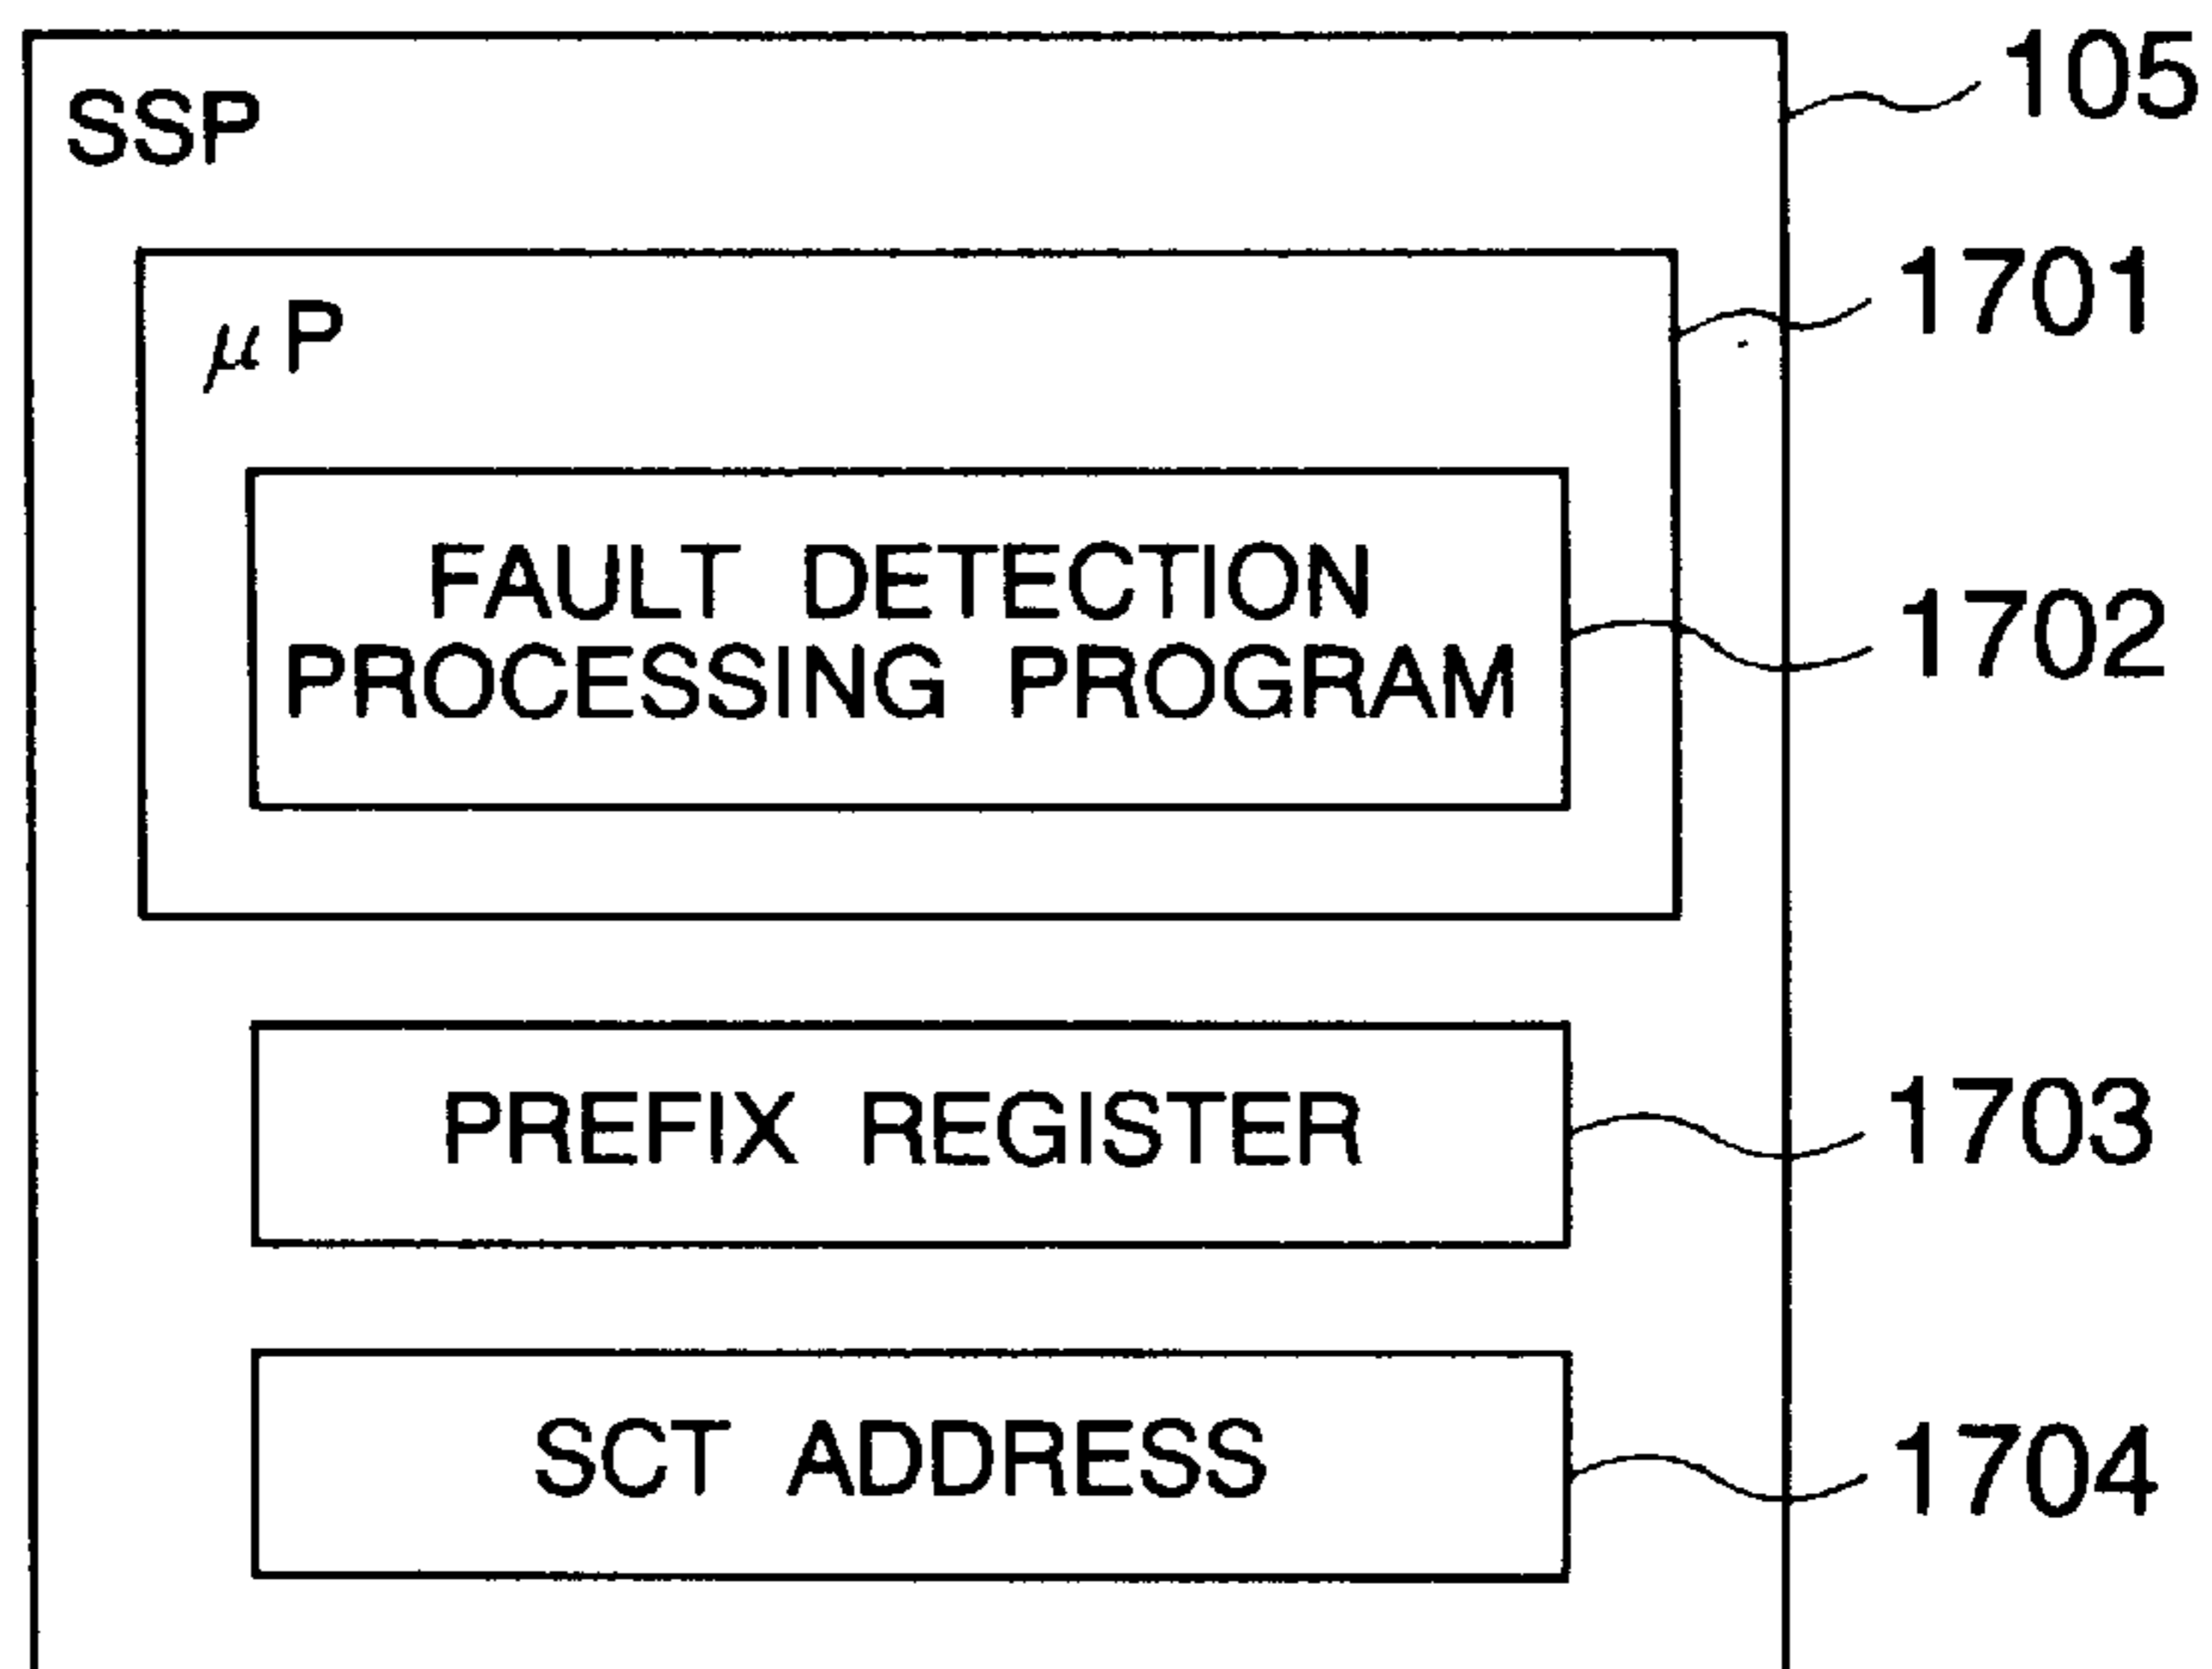 SSP
105
μP
1701
FAULT DETECTION
PROCESSING PROGRAM
1702
PREFIX REGISTER
1703
SCT ADDRESS
1704